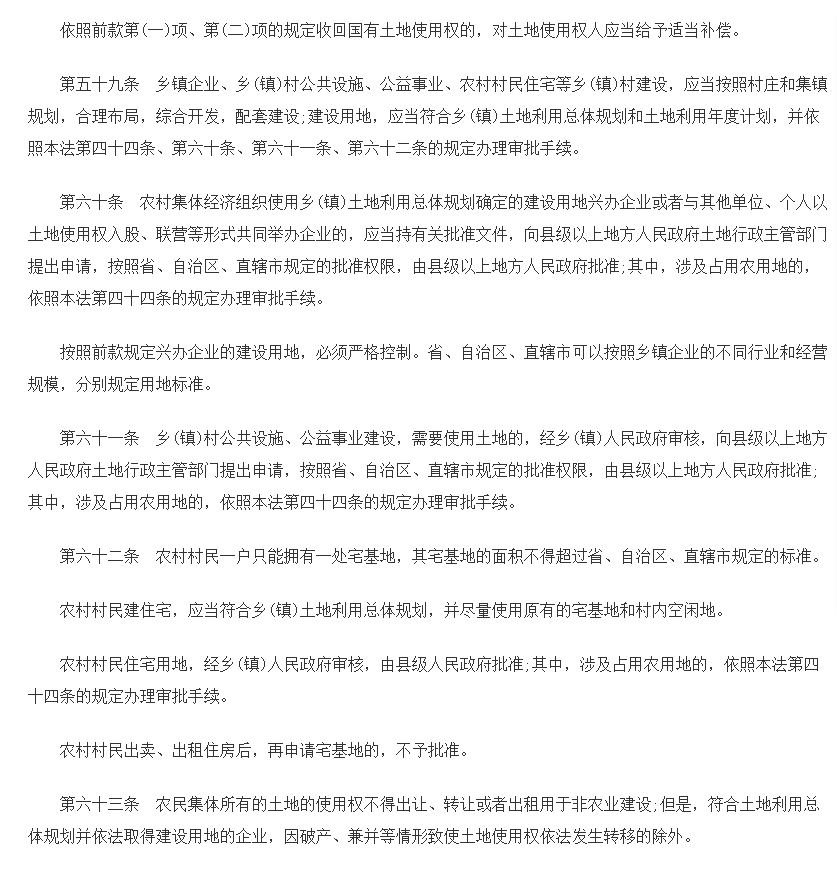 依照前款第(一)项、第(二)项的规定收回国有土地使用权的，对土地使用权人应当给予适当补偿。
第五十九条　乡镇企业、乡(镇)村公共设施、公益事业、农村村民住宅等乡(镇)村建设，应当按照村庄和集镇
规划，合理布局，综合开发，配套建设;建设用地，应当符合乡(镇)土地利用总体规划和土地利用年度计划，并依
照本法第四十四条、第六十条、第六十一条、第六十二条的规定办理审批手续。
第六十条　农村集体经济组织使用乡(镇)土地利用总体规划确定的建设用地兴办企业或者与其他单位、个人以
土地使用权入股、联营等形式共同举办企业的，应当持有关批准文件，向县级以上地方人民政府土地行政主管部门
提出申请，按照省、自治区、直辖市规定的批准权限，由县级以上地方人民政府批准;其中，涉及占用农用地的，
依照本法第四十四条的规定办理审批手续。
按照前款规定兴办企业的建设用地，必须严格控制。省、自治区、直辖市可以按照乡镇企业的不同行业和经营
规模，分别规定用地标准。
第六十一条　乡(镇)村公共设施、公益事业建设，需要使用土地的，经乡(镇)人民政府审核，向县级以上地方
人民政府土地行政主管部门提出申请，按照省、自治区、直辖市规定的批准权限，由县级以上地方人民政府批准;
其中，涉及占用农用地的，依照本法第四十四条的规定办理审批手续。
第六十二条　农村村民一户只能拥有一处宅基地，其宅基地的面积不得超过省、自治区、直辖市规定的标准。
农村村民建住宅，应当符合乡(镇)土地利用总体规划，并尽量使用原有的宅基地和村内空闲地。
农村村民住宅用地，经乡(镇)人民政府审核，由县级人民政府批准;其中，涉及占用农用地的，依照本法第四
十四条的规定办理审批手续。
农村村民出卖、出租住房后，再申请宅基地的，不予批准。
第六十三条　农民集体所有的土地的使用权不得出让、转让或者出租用于非农业建设;但是，符合土地利用总
体规划并依法取得建设用地的企业，因破产、兼并等情形致使土地使用权依法发生转移的除外。